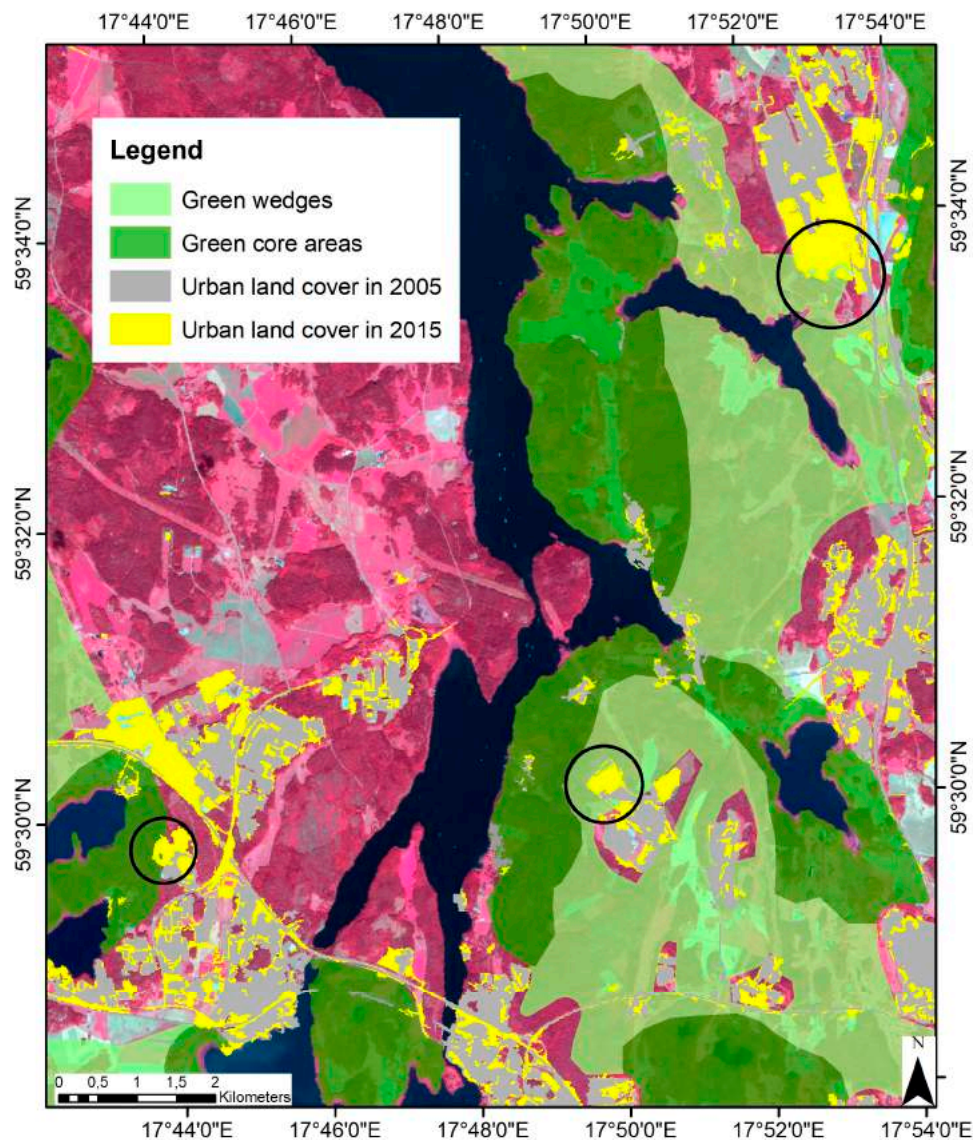 17°44'0"E 17°46'0"E 17°48'0"E 17°50'0"E 17°52'0"E 17°54'0"E
Legend
Green wedges
Green core areas
Urban land cover in 2005
Urban land cover in 2015
59°34'0"N
59°34'0"N
59°32'0"N
59°32'0"N
59°30'0"N
59°30'0"N
N
0 0,5 1 1,5 2
Kilometers
17°44'0"E 17°46'0"E 17°48'0"E 17°50'0"E 17°52'0"E 17°54'0"E